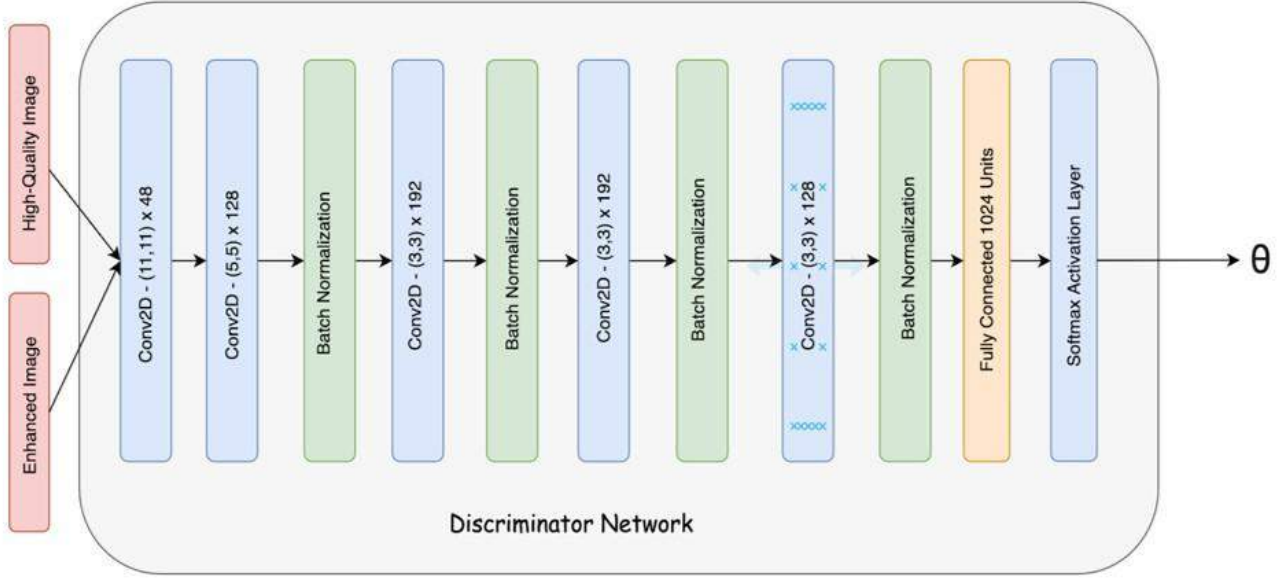 High-Quality Image
Enhanced Image
Conv2D - (11,11) x 48
Conv2D - (5,5) x 128
Batch Normalization
Conv2D - (3,3) x 192
Batch Normalization
Conv2D - (3,3) x 192
Batch Normalization
Conv2D - (3,3) x 128
Batch Normalization
Fully Connected 1024 Units
Softmax Activation Layer
θ
Discriminator Network